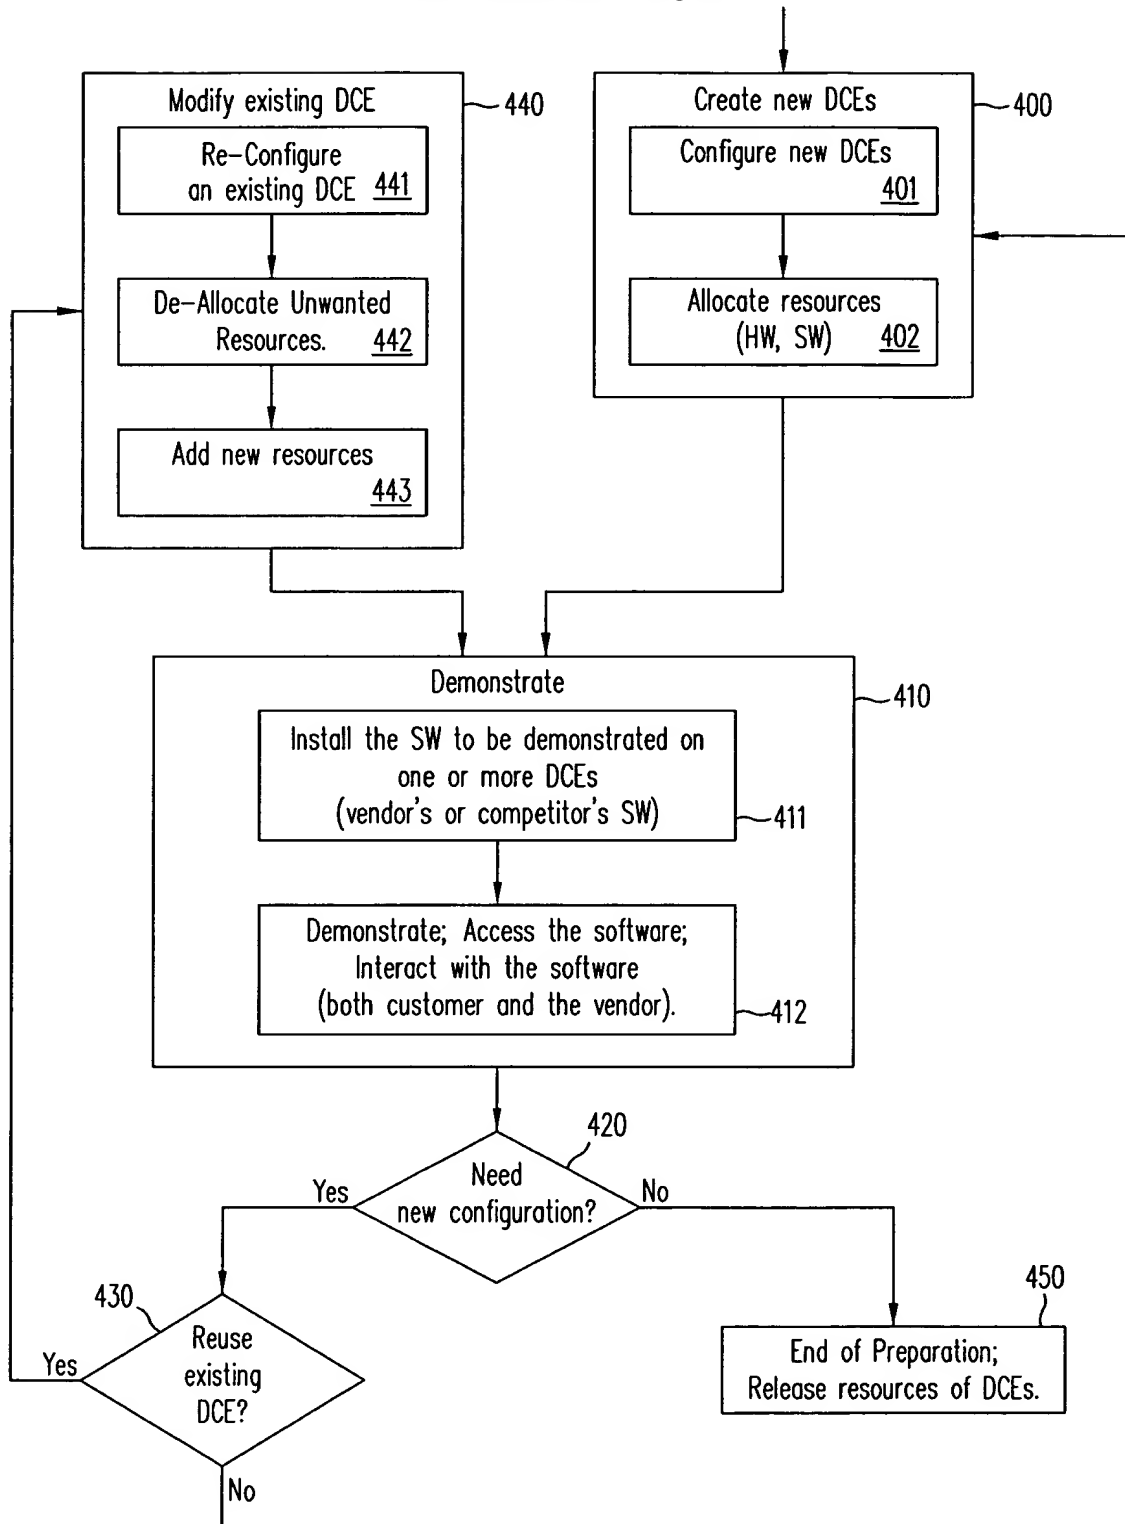 Modify existing DCE
440
Re-Configure
an existing DCE 441
De-Allocate Unwanted
Resources. 442
Add new resources
443
Create new DCEs
400
Configure new DCEs
401
Allocate resources
(HW, SW) 402
Demonstrate
410
Install the SW to be demonstrated on
one or more DCEs
(vendor's or competitor's SW)
411
Demonstrate; Access the software;
Interact with the software
(both customer and the vendor).
412
420
Need
new configuration?
Yes
No
430
Reuse
existing
DCE?
Yes
No
450
End of Preparation;
Release resources of DCEs.